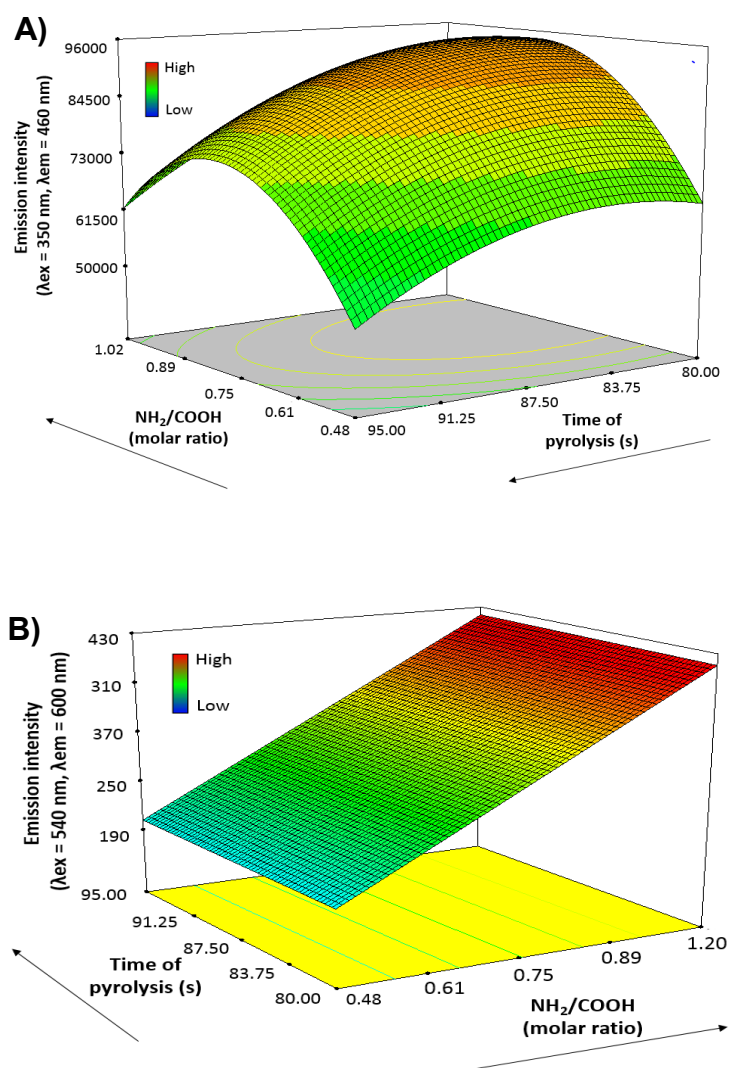 A)
96000
84500
73000
61500
50000
High
Low
Emission intensity
(λex = 350 nm, λem = 460 nm)
1.02
0.89
0.75
0.61
0.48
NH₂/COOH
(molar ratio)
95.00
91.25
87.50
83.75
80.00
Time of
pyrolysis (s)
B)
430
310
370
250
190
High
Low
Emission intensity
(λex = 540 nm, λem = 600 nm)
95.00
91.25
87.50
83.75
80.00
Time of
pyrolysis (s)
0.48
0.61
0.75
0.89
1.20
NH₂/COOH
(molar ratio)